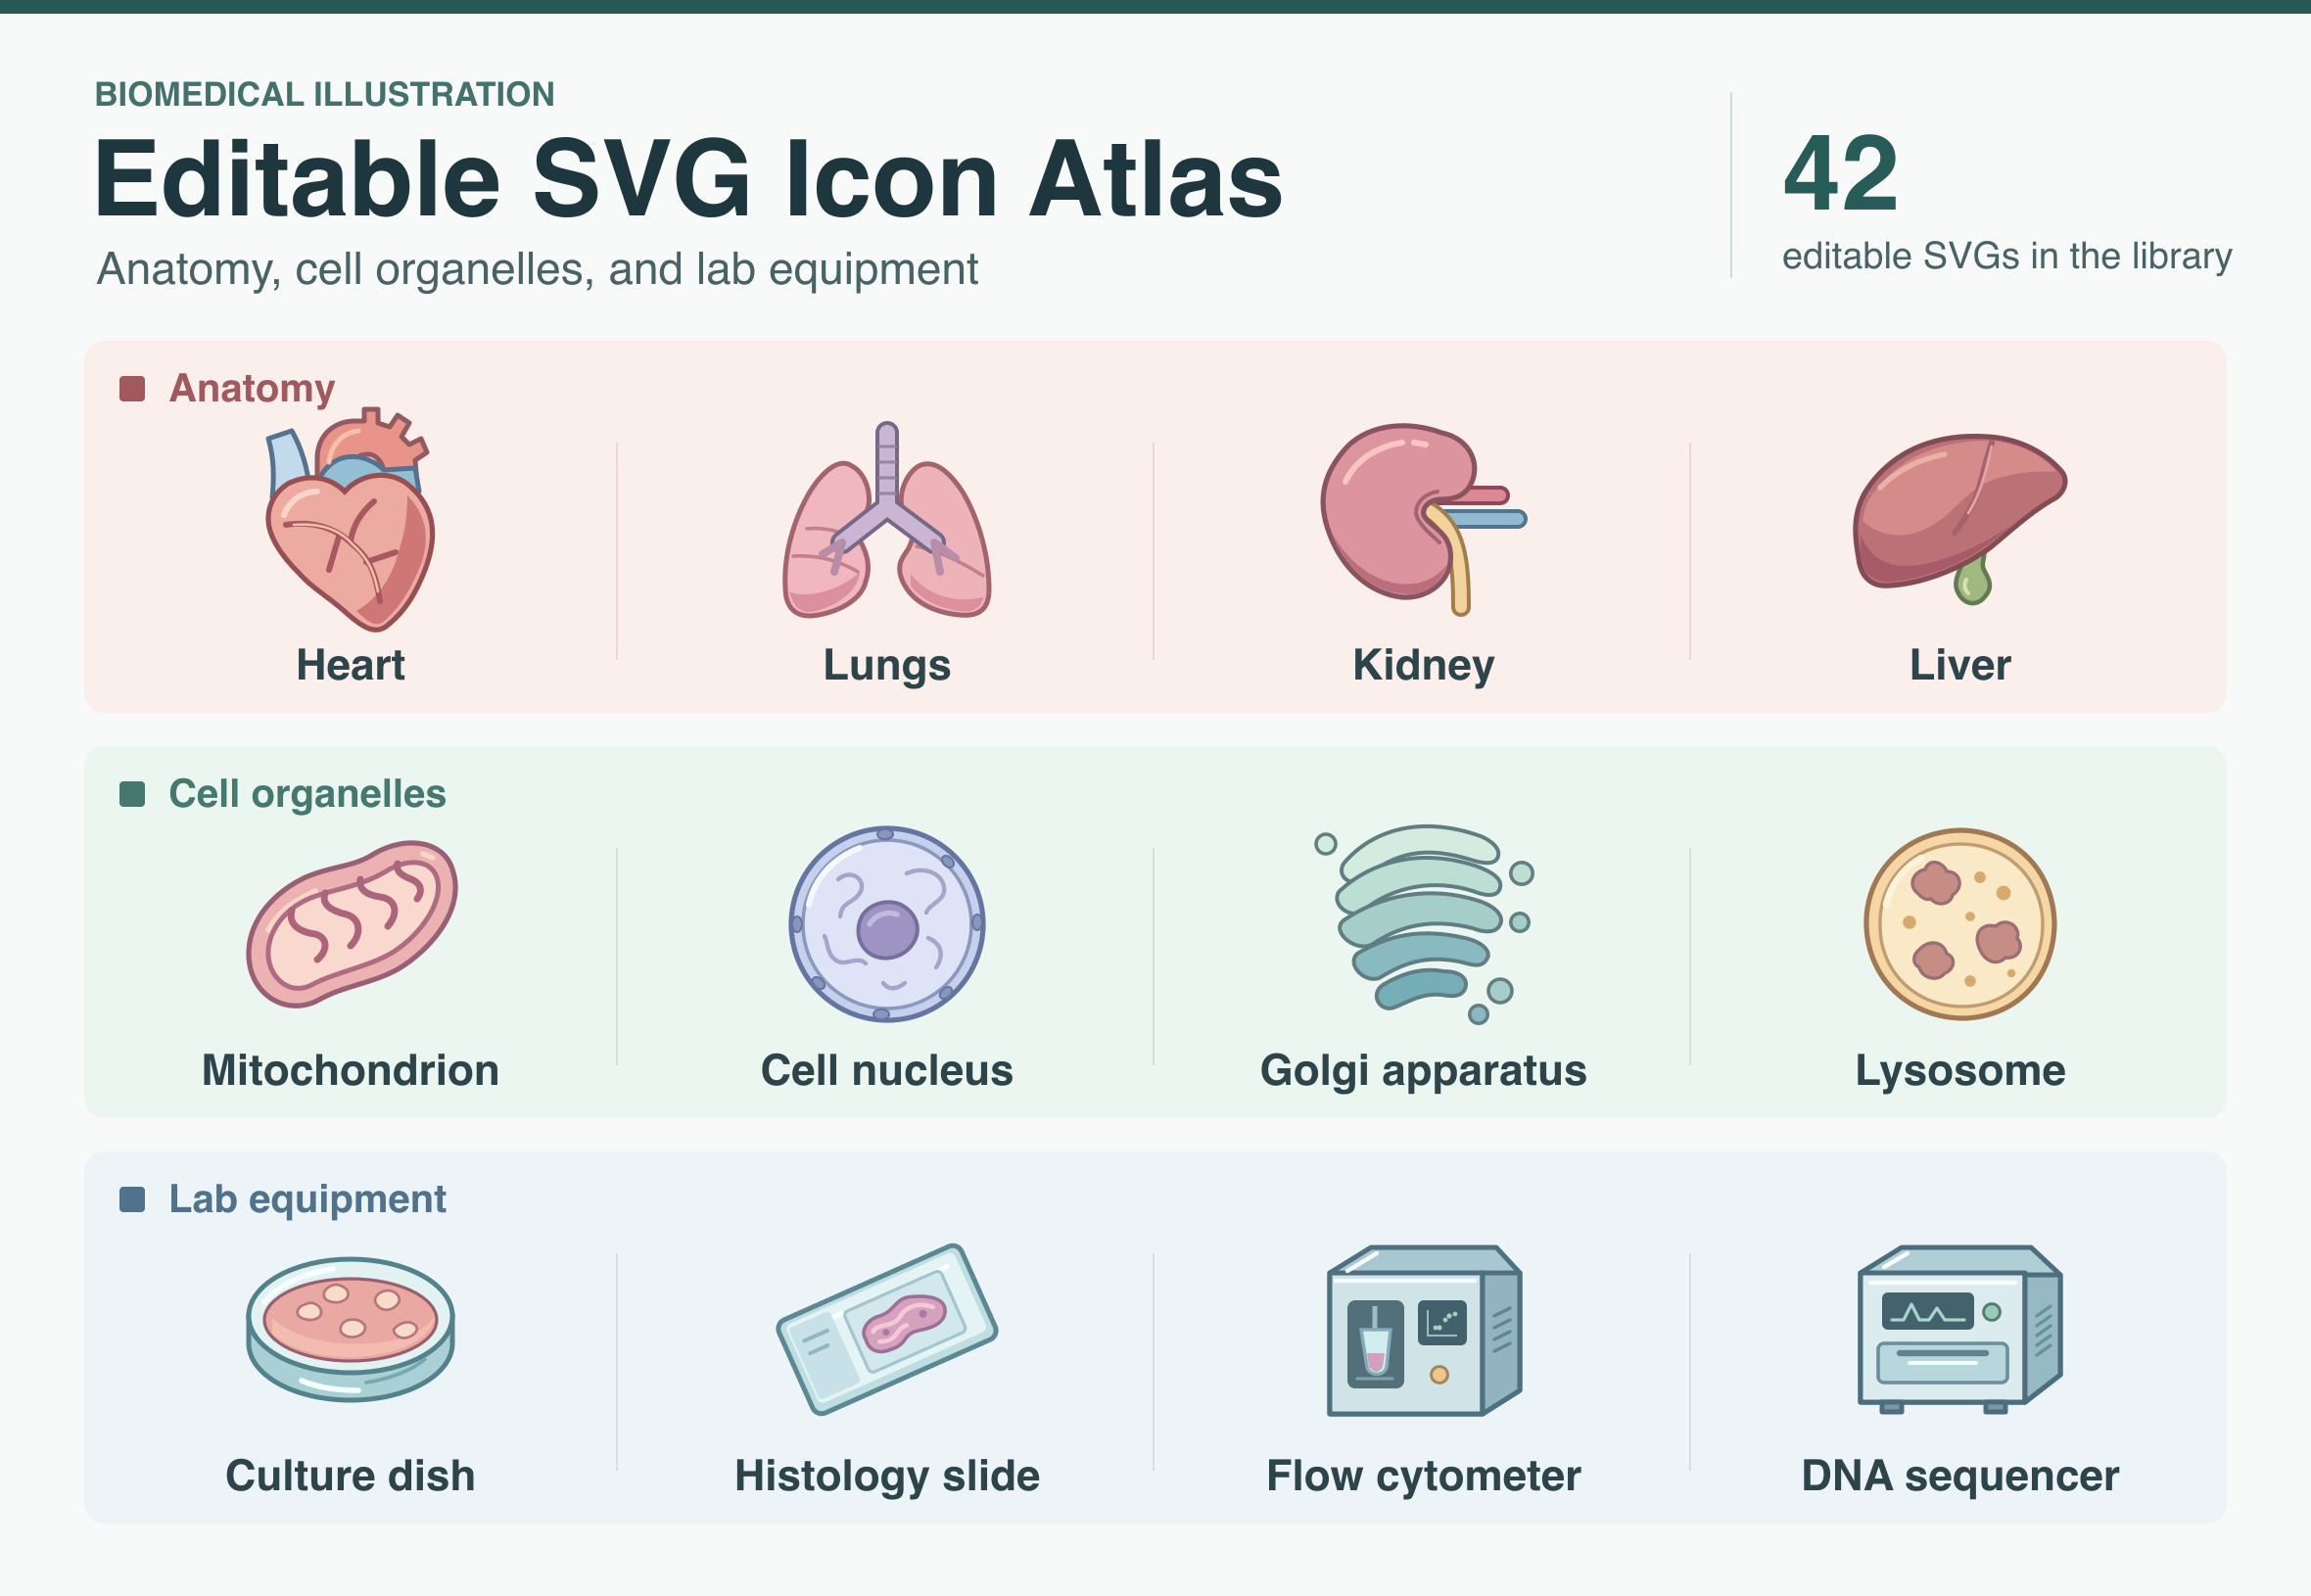 BIOMEDICAL ILLUSTRATION
Editable SVG Icon Atlas
Anatomy, cell organelles, and lab equipment
42
editable SVGs in the library
Anatomy
Heart
Lungs
Kidney
Liver
Cell organelles
Mitochondrion
Cell nucleus
Golgi apparatus
Lysosome
Lab equipment
Culture dish
Histology slide
Flow cytometer
DNA sequencer